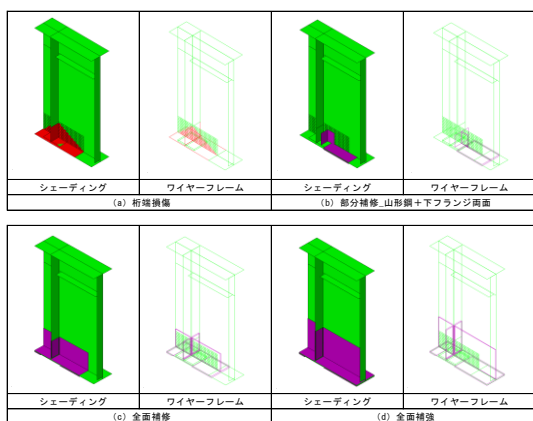 シェーディング ワイヤーフレーム シェーディング ワイヤーフレーム
(a) 桁端損傷 (b) 部分補修_山形鋼＋下フランジ両面
シェーディング ワイヤーフレーム シェーディング ワイヤーフレーム
(c) 全面補修 (d) 全面補強